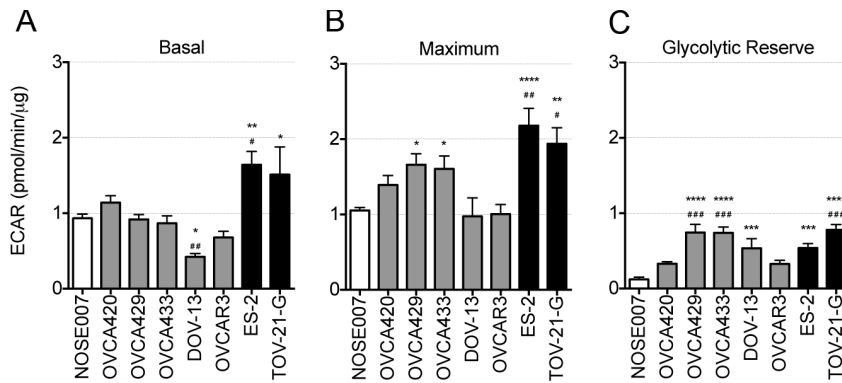 A
Basal
ECAR (pmol/min/µg)
3
2
1
0
*
##
**
#
*
NOSE007
OVCA420
OVCA429
OVCA433
DOV-13
OVCAR3
ES-2
TOV-21-G
B
Maximum
3
2
1
0
*
*
****
##
**
#
NOSE007
OVCA420
OVCA429
OVCA433
DOV-13
OVCAR3
ES-2
TOV-21-G
C
Glycolytic Reserve
3
2
1
0
****
###
****
###
***
***
****
###
NOSE007
OVCA420
OVCA429
OVCA433
DOV-13
OVCAR3
ES-2
TOV-21-G